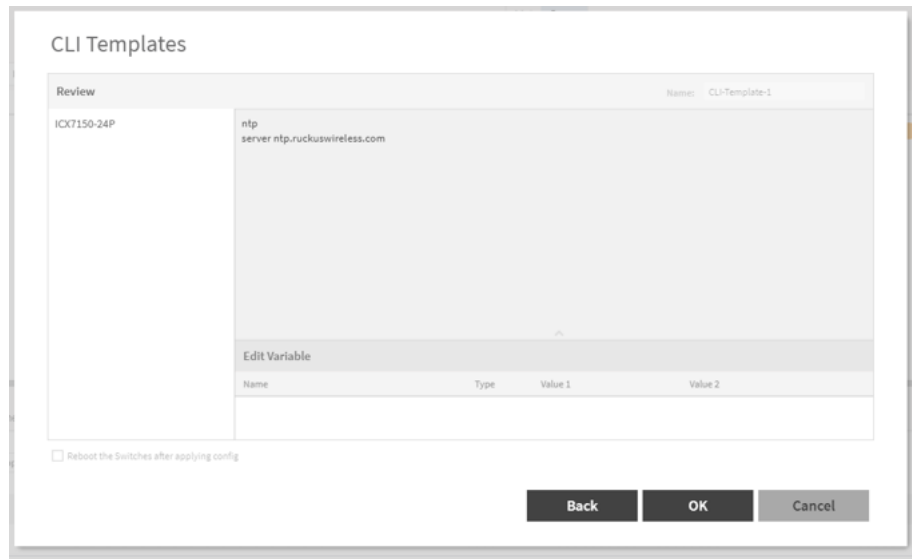 CLI Templates
Review
Name: CLI-Template-1
ICX7150-24P
ntp
server ntp.ruckuswireless.com
Edit Variable
Name Type Value 1 Value 2
Reboot the Switches after applying config
Back OK Cancel